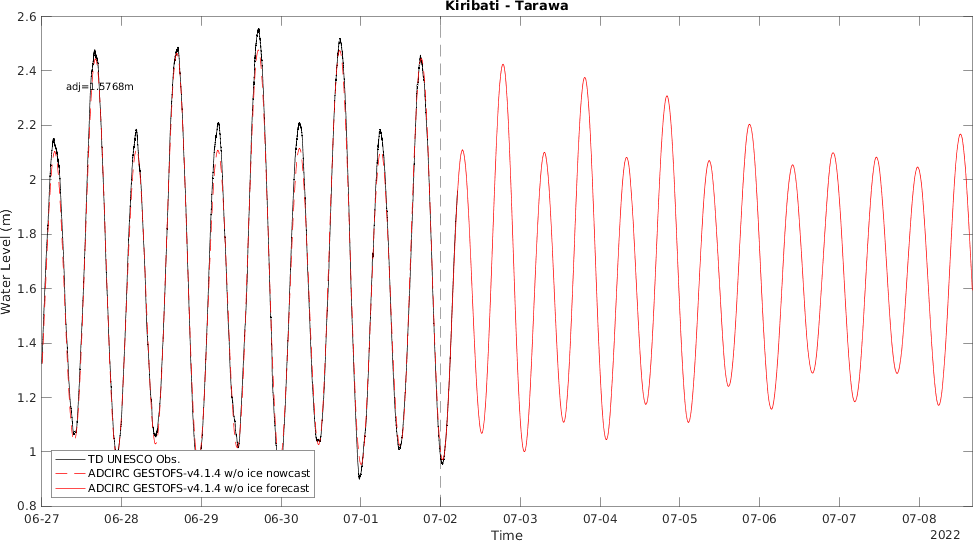 Kiribati - Tarawa
2.6
2.4
2.2
2
1.8
1.6
1.4
1.2
1
0.8
Water Level (m)
adj=1.5768m
TD UNESCO Obs.
ADCIRC GESTOFS-v4.1.4 w/o ice nowcast
ADCIRC GESTOFS-v4.1.4 w/o ice forecast
06-27 06-28 06-29 06-30 07-01 07-02 07-03 07-04 07-05 07-06 07-07 07-08
Time
2022